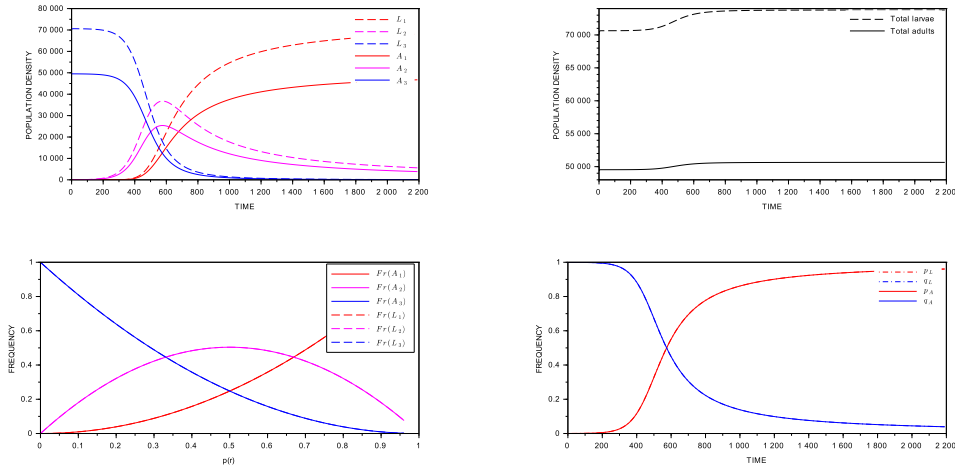 80 000
70 000
60 000
50 000
40 000
30 000
20 000
10 000
0
POPULATION DENSITY
0 200 400 600 800 1 000 1 200 1 400 1 600 1 800 2 000 2 200
TIME
L₁
L₂
L₃
A₁
A₂
A₃
70 000
65 000
60 000
55 000
50 000
POPULATION DENSITY
0 200 400 600 800 1 000 1 200 1 400 1 600 1 800 2 000 2 200
TIME
Total larvae
Total adults
1
0.8
0.6
0.4
0.2
0
FREQUENCY
0 0.1 0.2 0.3 0.4 0.5 0.6 0.7 0.8 0.9 1
p(r)
Fr(A₁)
Fr(A₂)
Fr(A₃)
Fr(L₁)
Fr(L₂)
Fr(L₃)
1
0.8
0.6
0.4
0.2
0
FREQUENCY
0 200 400 600 800 1 000 1 200 1 400 1 600 1 800 2 000 2 200
TIME
p_L
q_L
p_A
q_A